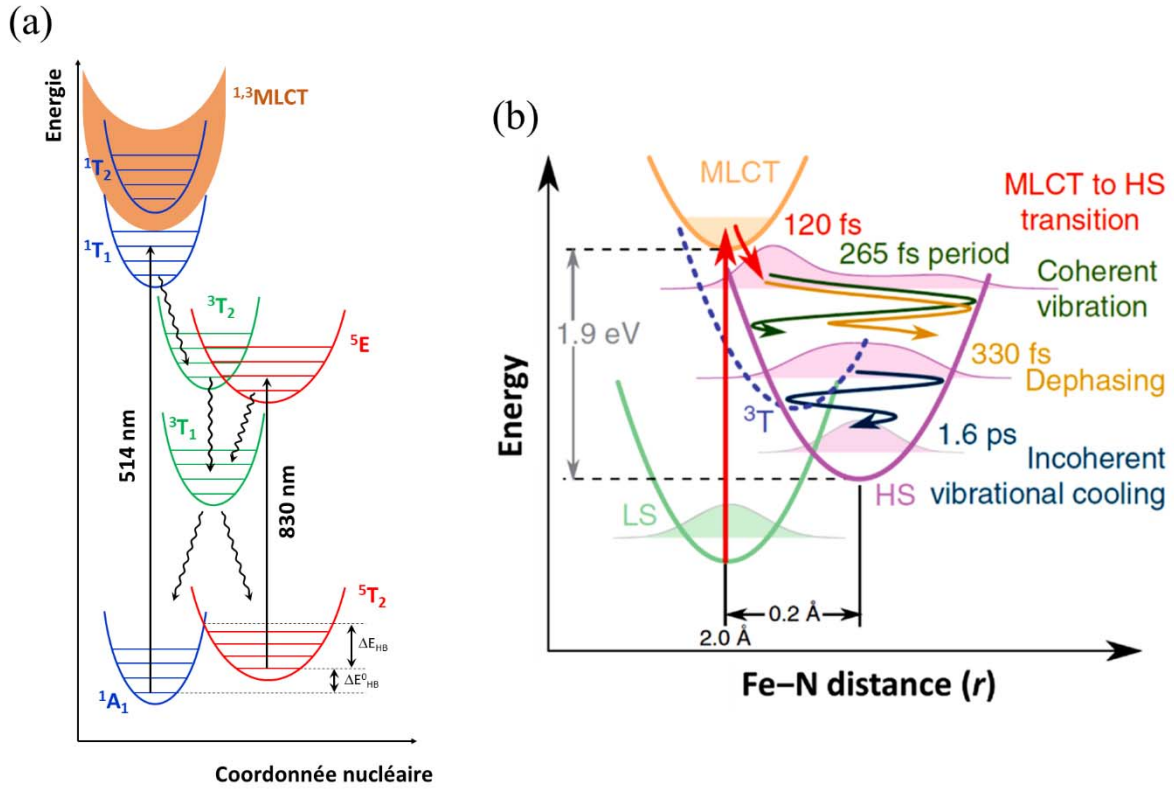 (a)
Energie
1,3MLCT
1T2
1T1
3T2
5E
3T1
514 nm
830 nm
5T2
ΔEHB
ΔE0HB
1A1
Coordonnée nucléaire
(b)
MLCT
MLCT to HS
transition
120 fs
265 fs period
Coherent
vibration
1.9 eV
330 fs
Dephasing
3T
1.6 ps
Incoherent
vibrational cooling
HS
LS
Energy
0.2 Å
2.0 Å
Fe–N distance (r)